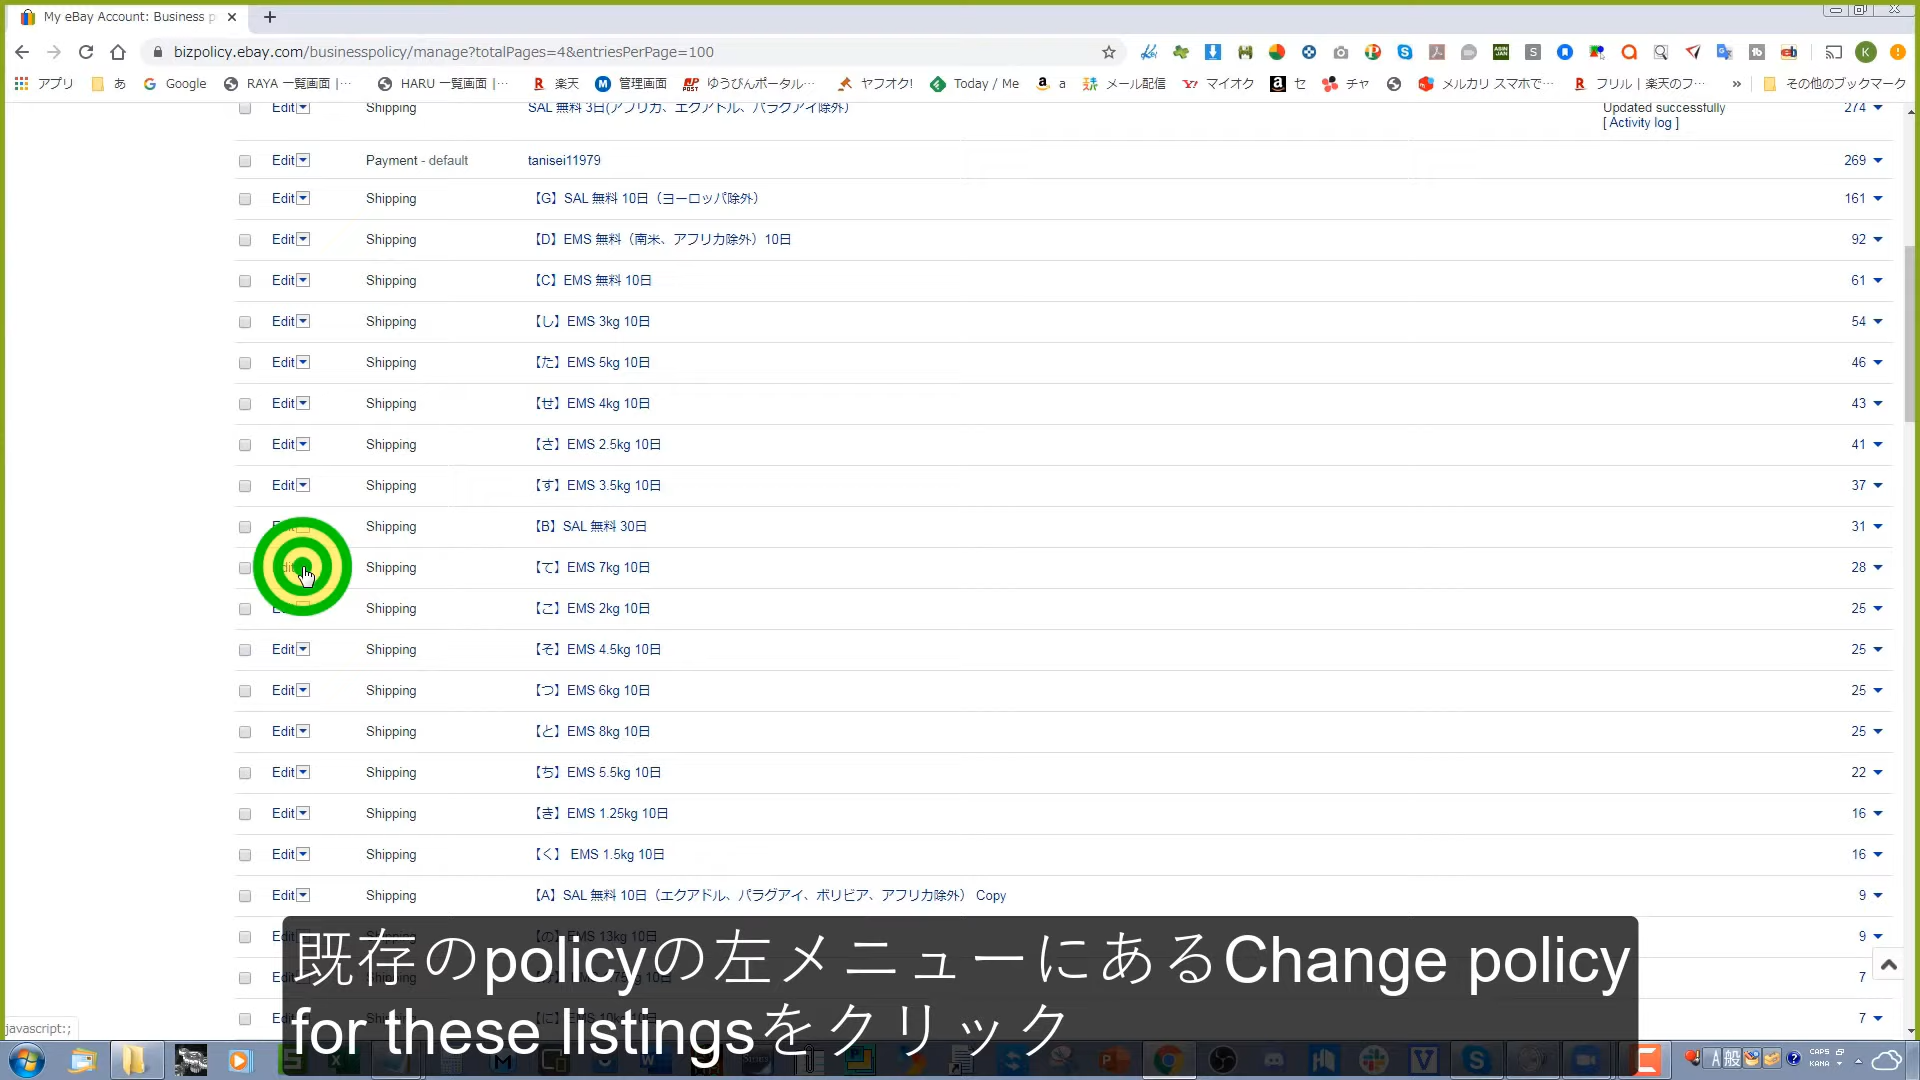 My eBay Account: Business p
bizpolicy.ebay.com/businesspolicy/manage?totalPages=4&entriesPerPage=100
アプリ あ Google RAYA 一覧画面 | HARU 一覧画面 | 楽天 管理画面 ゆうびんポータル… ヤフオク! Today / Me a メール配信 マイオク セ チャ メルカリ スマホで… フリル | 楽天のフ… » その他のブックマーク
Edit Shipping SAL 無料 3日(アフリカ、エクアドル、パラグアイ除外) Updated successfully 274
[ Activity log ]
Edit Payment - default tanisei11979 269
Edit Shipping 【G】SAL 無料 10日（ヨーロッパ除外） 161
Edit Shipping 【D】EMS 無料（南米、アフリカ除外）10日 92
Edit Shipping 【C】EMS 無料 10日 61
Edit Shipping 【し】EMS 3kg 10日 54
Edit Shipping 【た】EMS 5kg 10日 46
Edit Shipping 【せ】EMS 4kg 10日 43
Edit Shipping 【さ】EMS 2.5kg 10日 41
Edit Shipping 【す】EMS 3.5kg 10日 37
Shipping 【B】SAL 無料 30日 31
Shipping 【て】EMS 7kg 10日 28
Shipping 【こ】EMS 2kg 10日 25
Edit Shipping 【そ】EMS 4.5kg 10日 25
Edit Shipping 【つ】EMS 6kg 10日 25
Edit Shipping 【と】EMS 8kg 10日 25
Edit Shipping 【ち】EMS 5.5kg 10日 22
Edit Shipping 【き】EMS 1.25kg 10日 16
Edit Shipping 【く】 EMS 1.5kg 10日 16
Edit Shipping 【A】SAL 無料 10日（エクアドル、パラグアイ、ボリビア、アフリカ除外） Copy 9
Edit 【の】EMS 13kg 10日 9
Edit 7
Edit 7
既存のpolicyの左メニューにあるChange policy
for these listingsをクリック
javascript:;
A 般 CAPS KANA